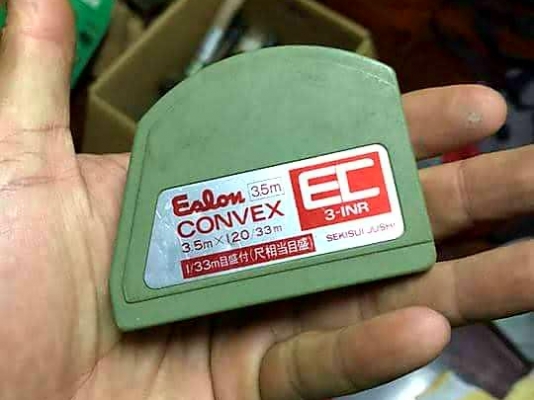 Eslon 3.5m
CONVEX
3.5m×120/33m
1/33m目盛付(尺相当目盛)
EC
3-INR
SEKISUI JUSHI